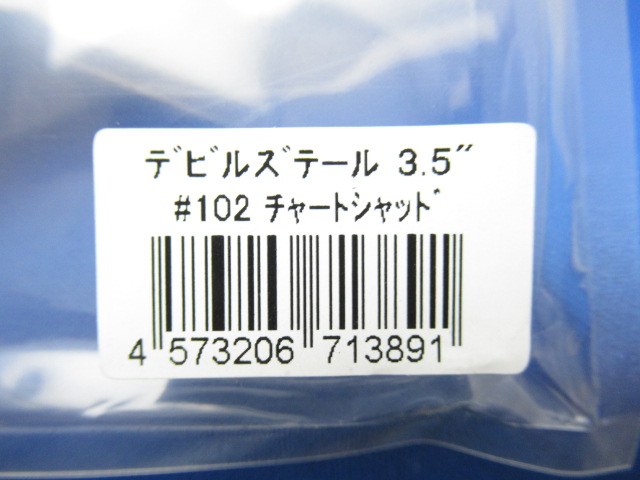 ﾃﾞﾋﾞﾙｽﾞﾃｰﾙ 3.5"
#102 ﾁｬｰﾄｼｬｯﾄﾞ
4 573206 713891